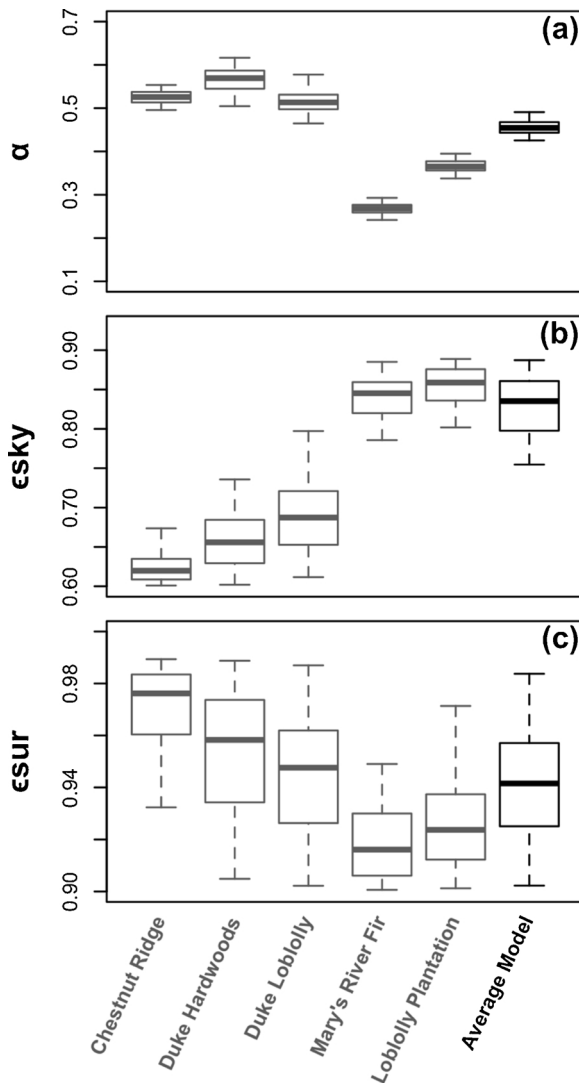 (a)
α
0.7
0.5
0.3
0.1
(b)
ϵsky
0.90
0.80
0.70
0.60
(c)
ϵsur
0.98
0.94
0.90
Chestnut Ridge
Duke Hardwoods
Duke Loblolly
Mary's River Fir
Loblolly Plantation
Average Model